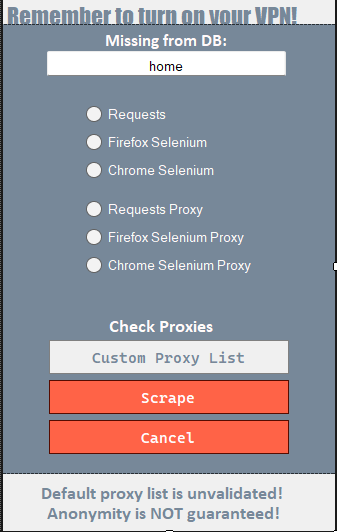 Remember to turn on your VPN!
Missing from DB:
home
Requests
Firefox Selenium
Chrome Selenium
Requests Proxy
Firefox Selenium Proxy
Chrome Selenium Proxy
Check Proxies
Custom Proxy List
Scrape
Cancel
Default proxy list is unvalidated!
Anonymity is NOT guaranteed!